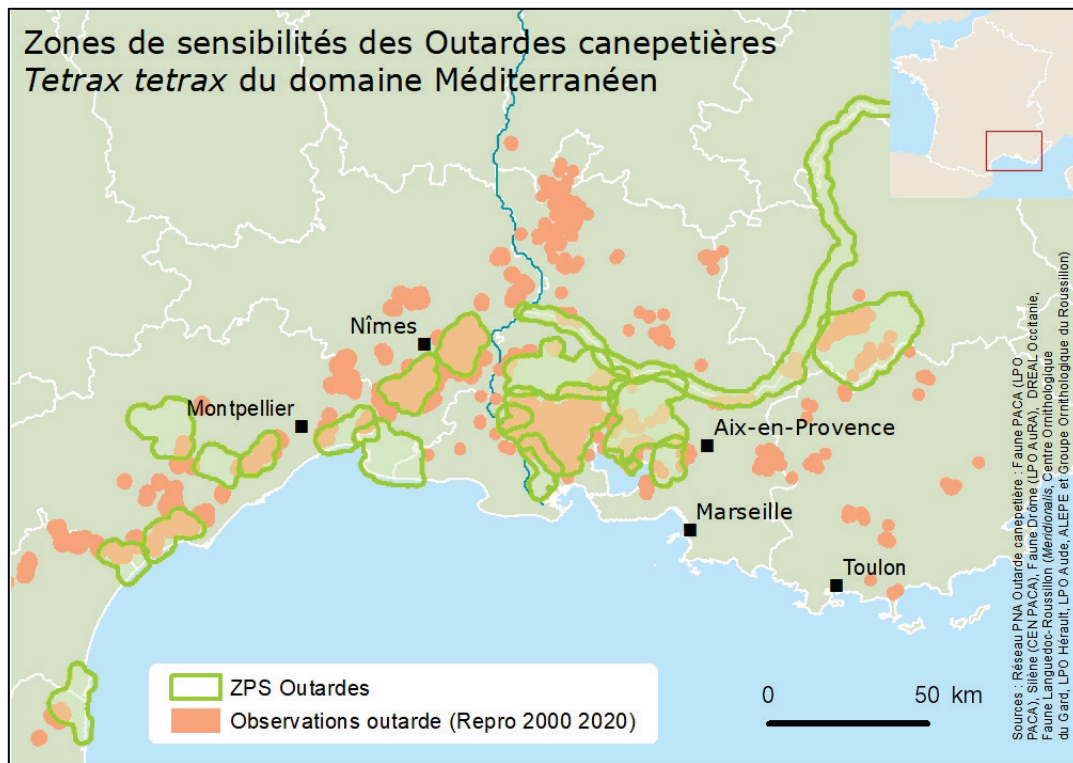 Zones de sensibilités des Outardes canepetières
Tetrax tetrax du domaine Méditerranéen
Nîmes
Montpellier
Aix-en-Provence
Marseille
Toulon
ZPS Outardes
Observations outarde (Repro 2000 2020)
0 50 km
Sources : Réseau PNA Outarde canepetière : Faune PACA (LPO
PACA), Silène (CEN PACA), Faune Drôme (LPO AuRA), DREAL Occitanie,
Faune Languedoc-Roussillon (Meridionalis, Centre Ornithologique
du Gard, LPO Hérault, LPO Aude, ALEPE et Groupe Ornithologique du Roussillon)